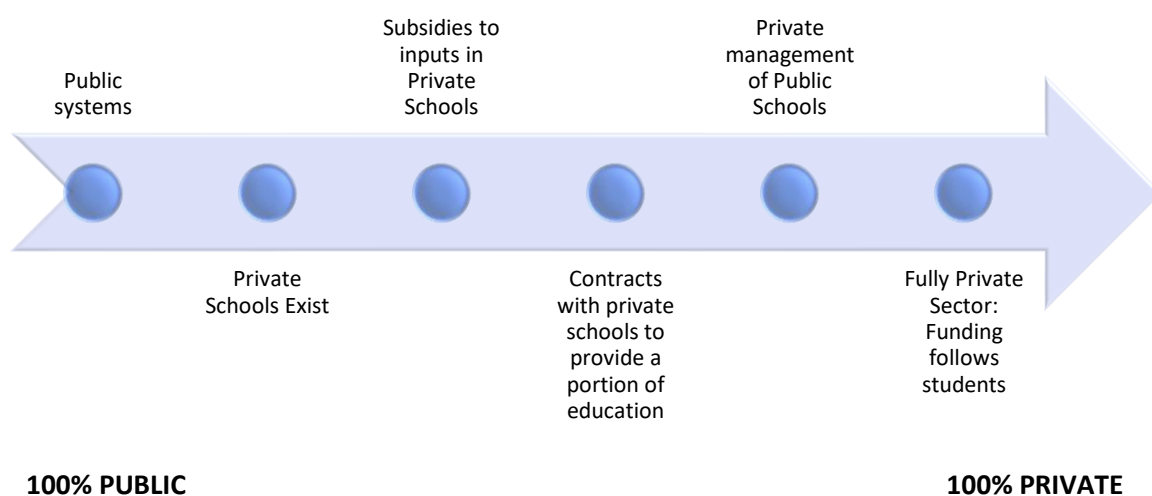 Public
systems
Private
Schools Exist
Subsidies to
inputs in
Private
Schools
Contracts
with private
schools to
provide a
portion of
education
Private
management
of Public
Schools
Fully Private
Sector:
Funding
follows
students
100% PUBLIC
100% PRIVATE